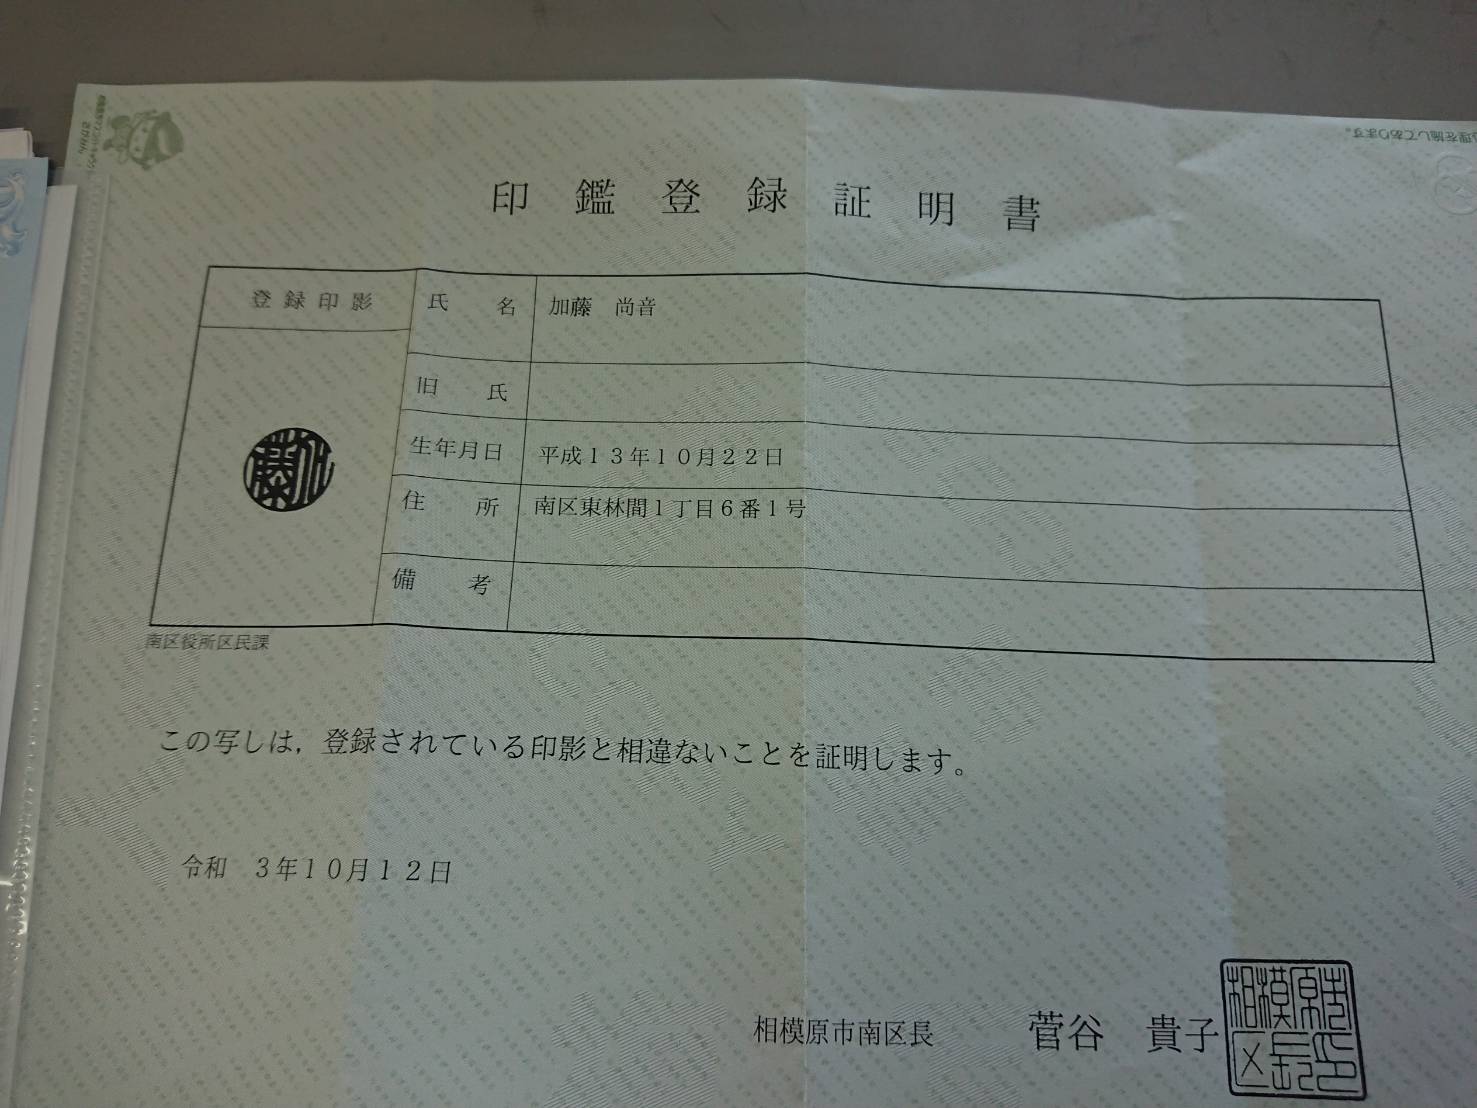 印鑑登録証明書
登録印影
氏名 加藤 尚音
旧氏
生年月日 平成13年10月22日
住所 南区東林間1丁目6番1号
備考
南区役所区民課
この写しは,登録されている印影と相違ないことを証明します。
令和 3年10月12日
相模原市南区長 菅谷 貴子
相模原市
区長之印